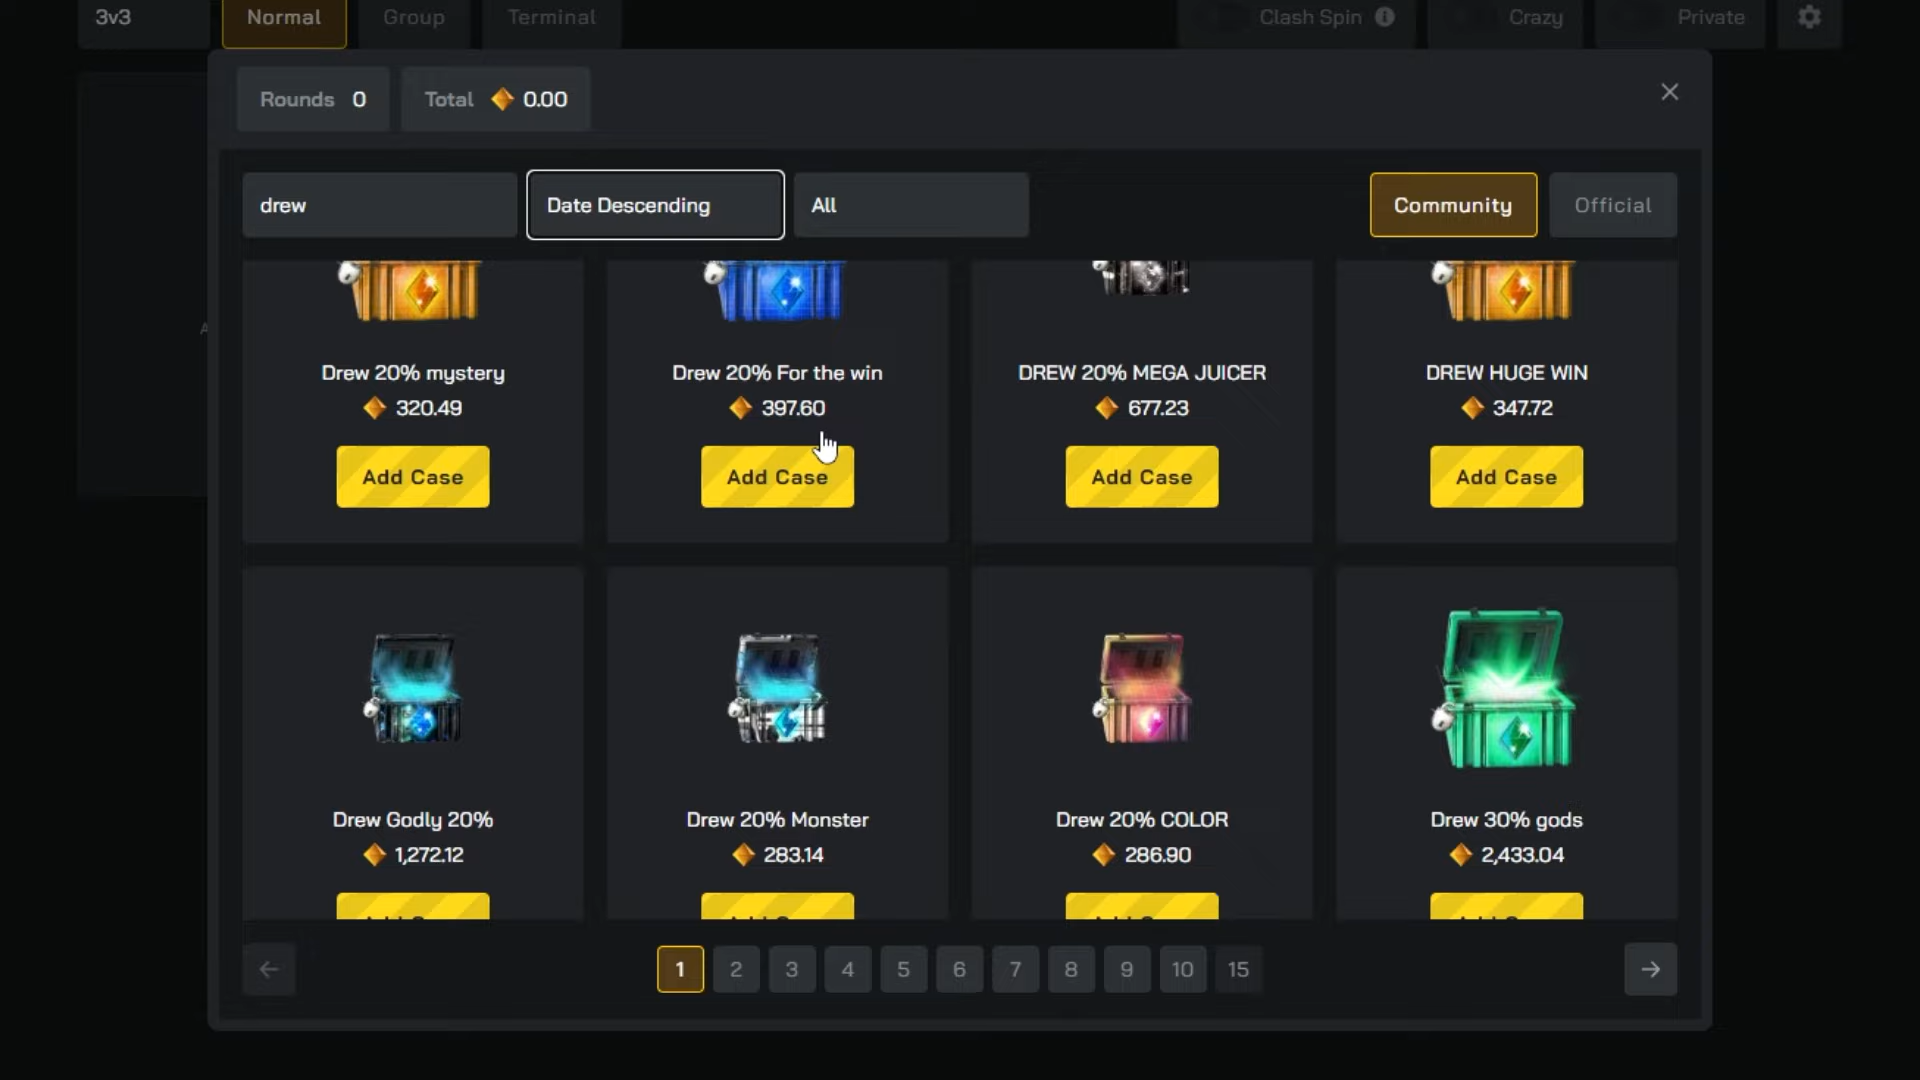 3v3 Normal Group Terminal Clash Spin Crazy Private
Rounds 0 Total 0.00
drew Date Descending All Community Official
Drew 20% mystery Drew 20% For the win DREW 20% MEGA JUICER DREW HUGE WIN
320.49 397.60 677.23 347.72
Add Case Add Case Add Case Add Case
Drew Godly 20% Drew 20% Monster Drew 20% COLOR Drew 30% gods
1,272.12 283.14 286.90 2,433.04
1 2 3 4 5 6 7 8 9 10 15